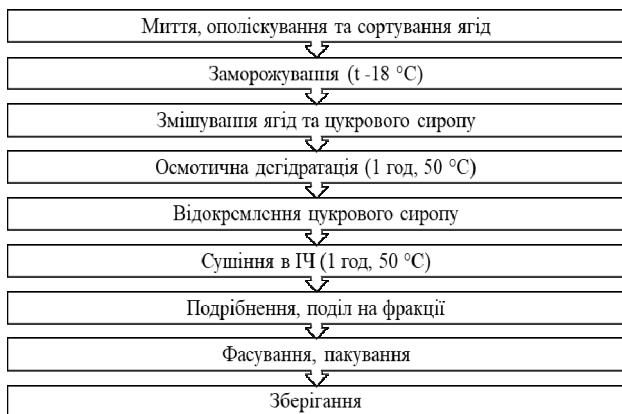 Миття, ополіскування та сортування ягід
Заморожування (t -18 °C)
Змішування ягід та цукрового сиропу
Осмотична дегідратація (1 год, 50 °C)
Відокремлення цукрового сиропу
Сушіння в ІЧ (1 год, 50 °C)
Подрібнення, поділ на фракції
Фасування, пакування
Зберігання